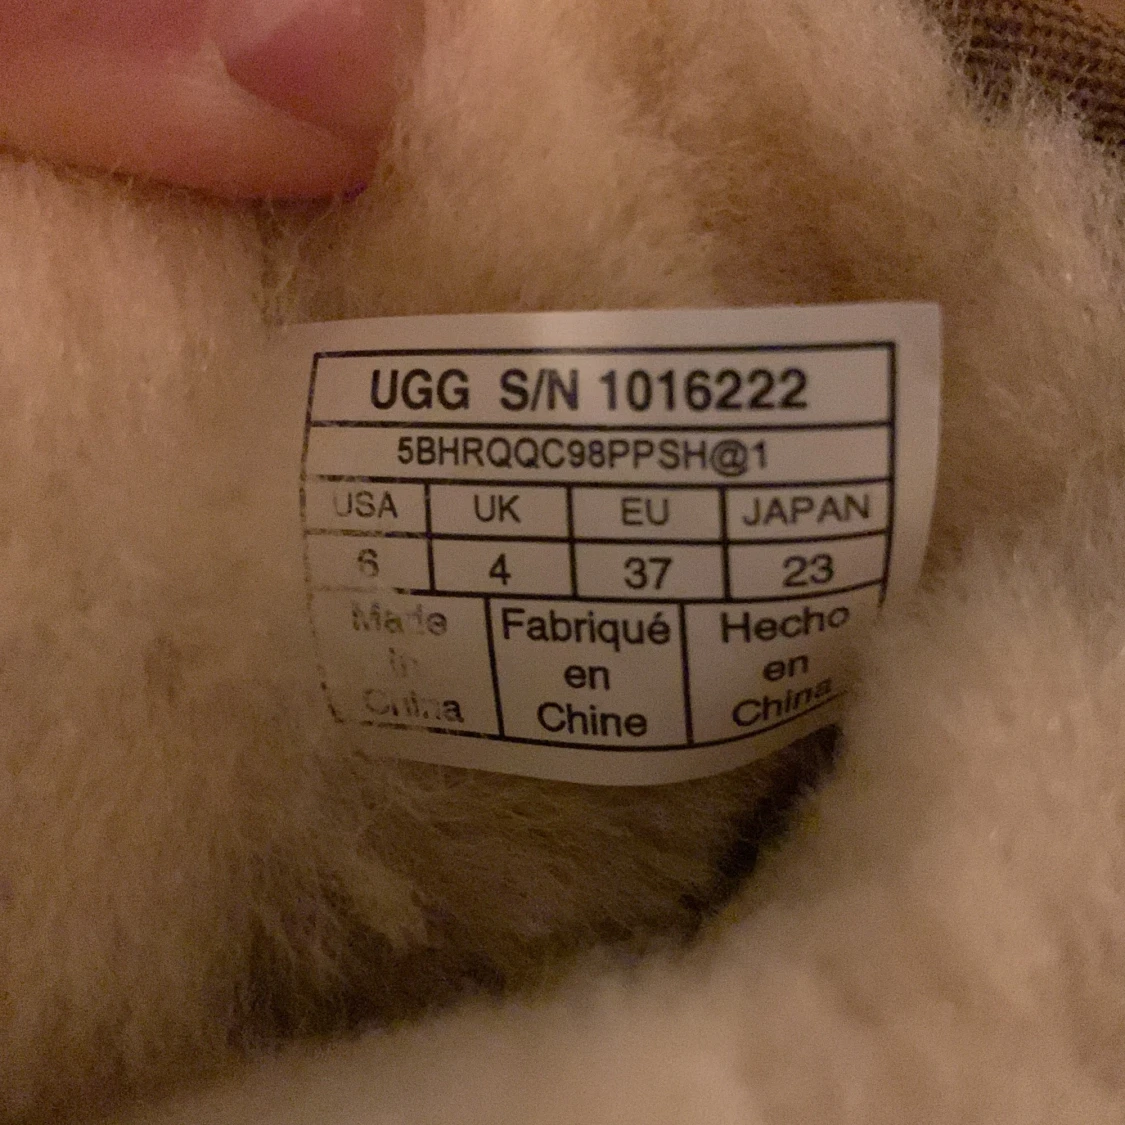 UGG S/N 1016222
5BHRQQC98PPSH@1
USA UK EU JAPAN
6 4 37 23
Made Fabriqué Hecho
in en en
China Chine China